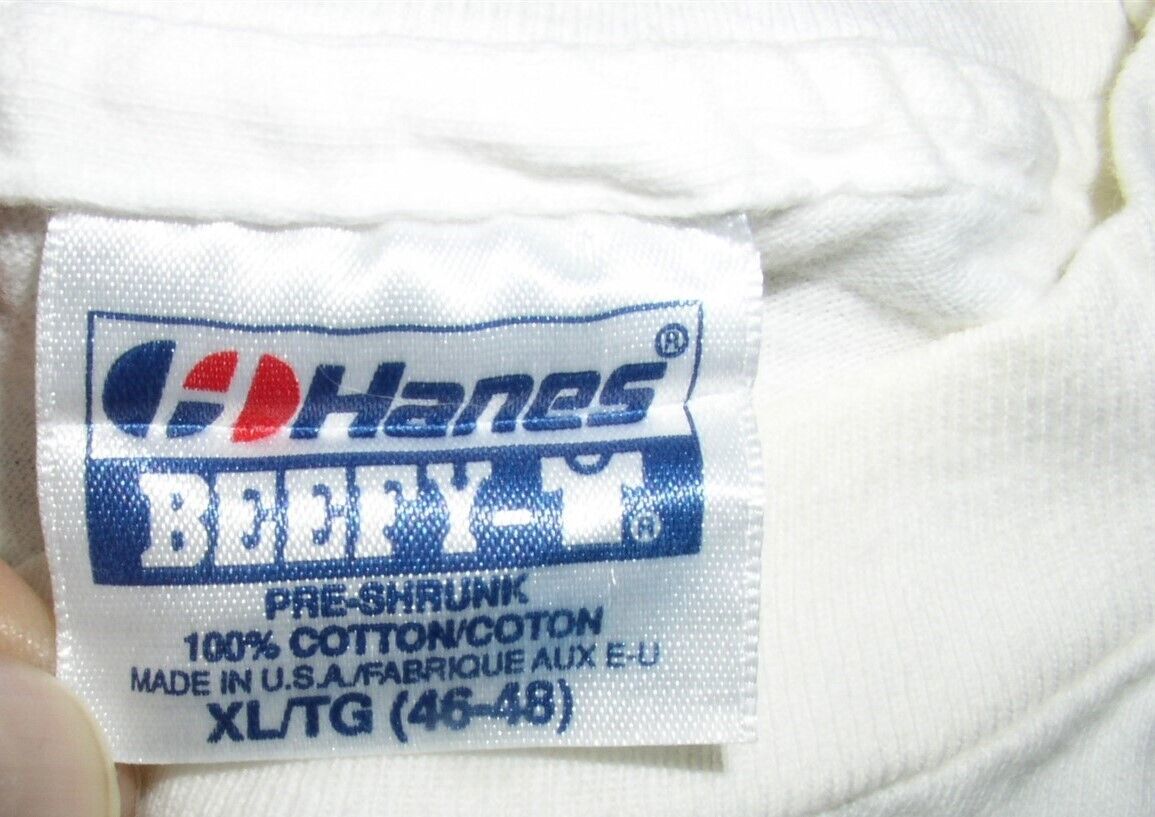 Hanes®
BEEFY-T®
PRE-SHRUNK
100% COTTON/COTON
MADE IN U.S.A./FABRIQUE AUX E-U
XL/TG (46-48)